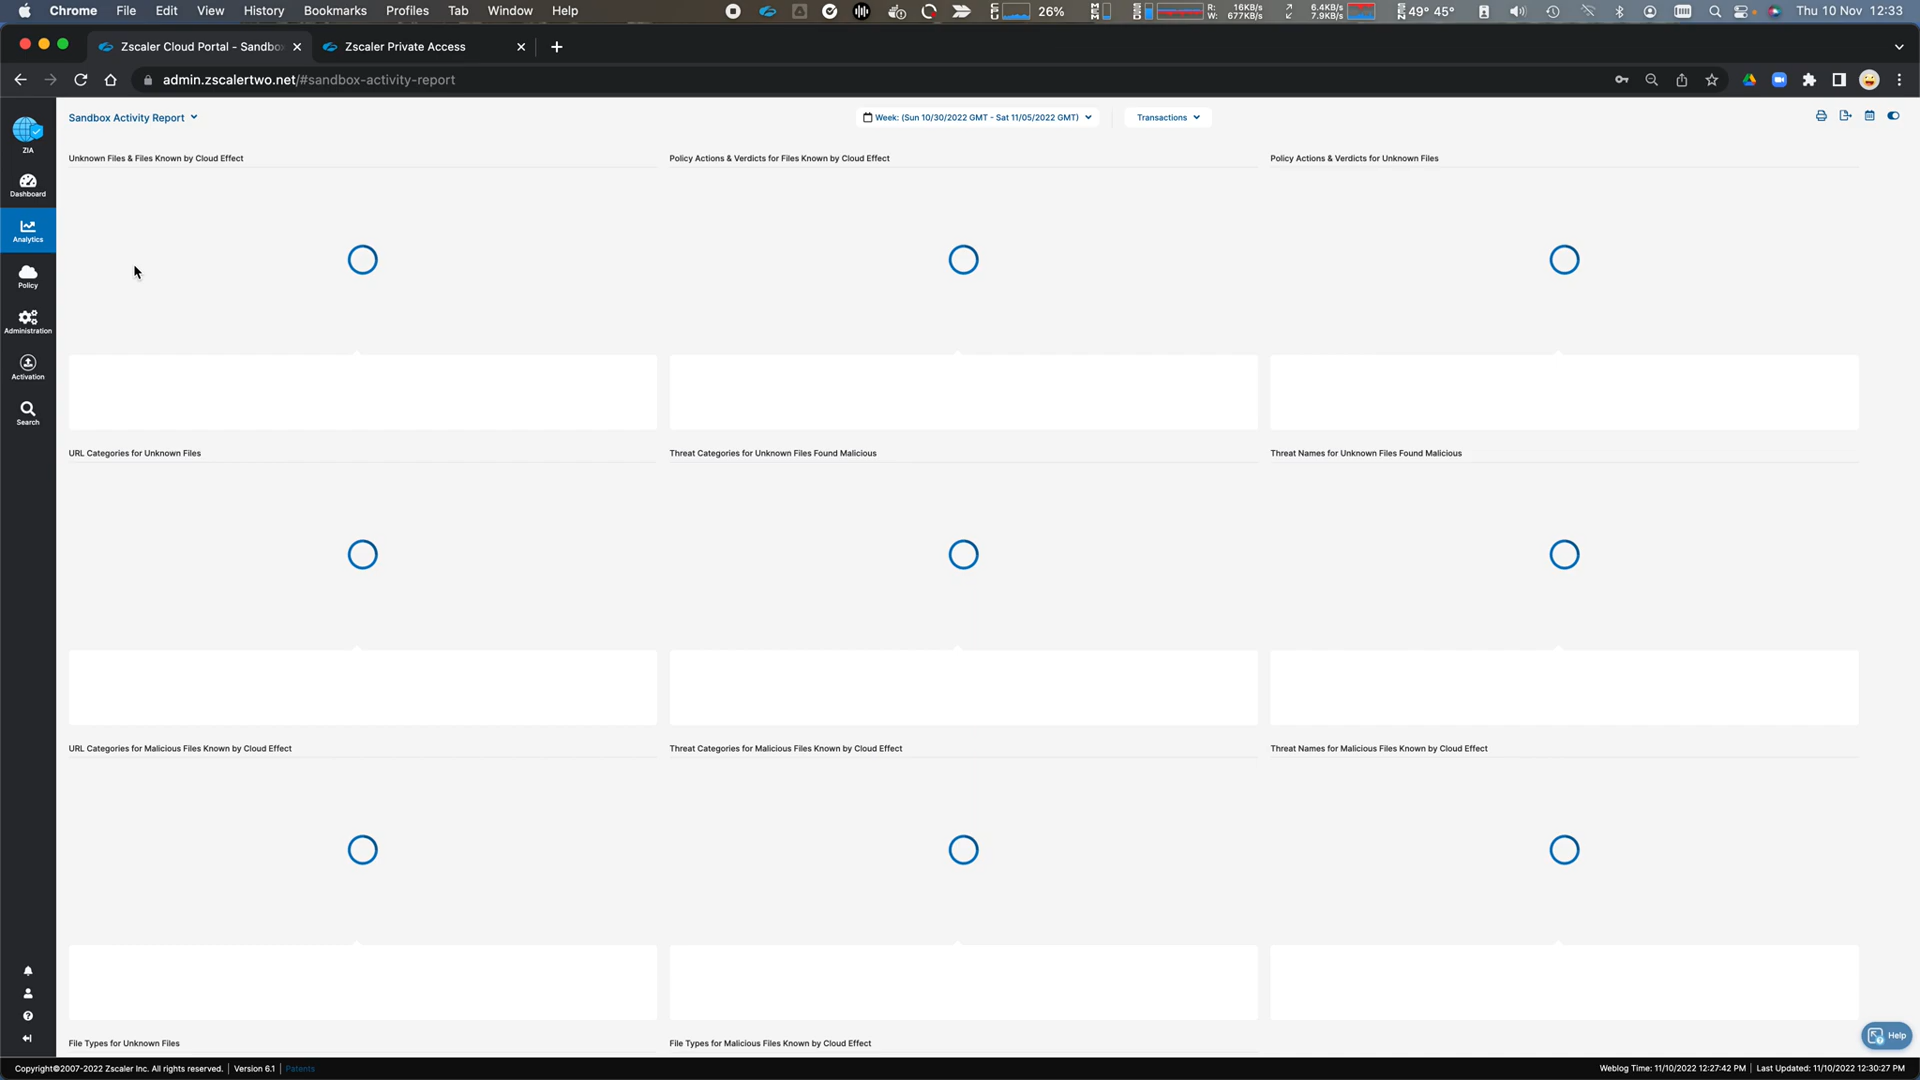 Chrome File Edit View History Bookmarks Profiles Tab Window Help 26% R: 16KB/s W: 677KB/s 6.4KB/s 7.9KB/s 49° 45° Thu 10 Nov 12:33
Zscaler Cloud Portal - Sandbo
Zscaler Private Access
admin.zscalertwo.net/#sandbox-activity-report
ZIA
Dashboard
Analytics
Policy
Administration
Activation
Search
Sandbox Activity Report
Week: (Sun 10/30/2022 GMT - Sat 11/05/2022 GMT)
Transactions
Unknown Files & Files Known by Cloud Effect
Policy Actions & Verdicts for Files Known by Cloud Effect
Policy Actions & Verdicts for Unknown Files
URL Categories for Unknown Files
Threat Categories for Unknown Files Found Malicious
Threat Names for Unknown Files Found Malicious
URL Categories for Malicious Files Known by Cloud Effect
Threat Categories for Malicious Files Known by Cloud Effect
Threat Names for Malicious Files Known by Cloud Effect
File Types for Unknown Files
File Types for Malicious Files Known by Cloud Effect
Help
Copyright©2007-2022 Zscaler Inc. All rights reserved. | Version 6.1 | Patents
Weblog Time: 11/10/2022 12:27:42 PM | Last Updated: 11/10/2022 12:30:27 PM